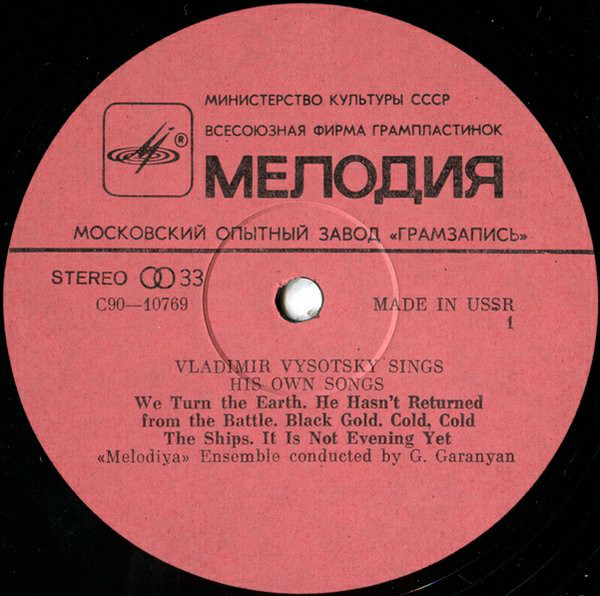 МИНИСТЕРСТВО КУЛЬТУРЫ СССР
ВСЕСОЮЗНАЯ ФИРМА ГРАМПЛАСТИНОК
®
МЕЛОДИЯ
МОСКОВСКИЙ ОПЫТНЫЙ ЗАВОД «ГРАМЗАПИСЬ»
STEREO 33
С90—10769
MADE IN USSR
1
VLADIMIR VYSOTSKY SINGS
HIS OWN SONGS
We Turn the Earth. He Hasn't Returned
from the Battle. Black Gold. Cold, Cold
The Ships. It Is Not Evening Yet
«Melodiya» Ensemble conducted by G. Garanyan